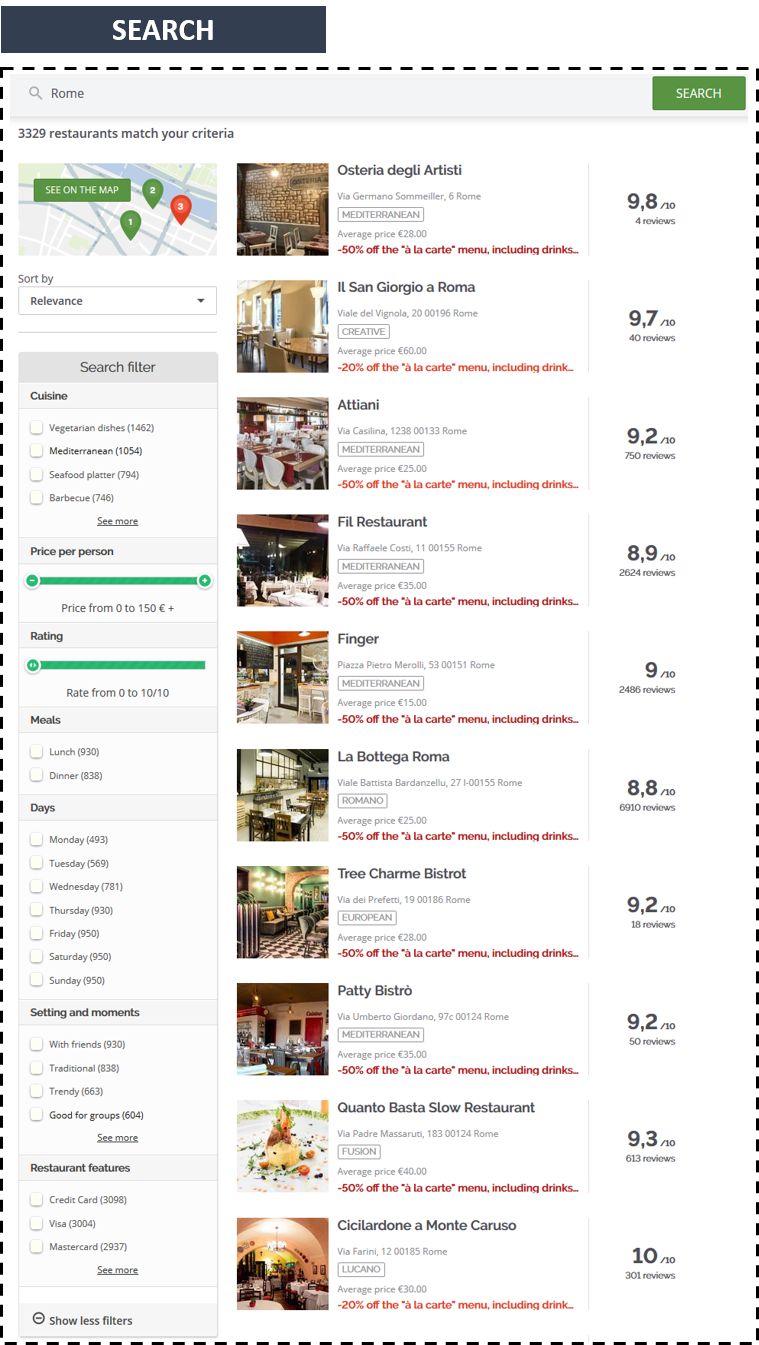 SEARCH
Rome
SEARCH
3329 restaurants match your criteria
SEE ON THE MAP
2
3
1
Sort by
Relevance
Search filter
Cuisine
Vegetarian dishes (1462)
Mediterranean (1054)
Seafood platter (794)
Barbecue (746)
See more
Price per person
Price from 0 to 150 € +
Rating
Rate from 0 to 10/10
Meals
Lunch (930)
Dinner (838)
Days
Monday (493)
Tuesday (569)
Wednesday (781)
Thursday (930)
Friday (950)
Saturday (950)
Sunday (950)
Setting and moments
With friends (930)
Traditional (838)
Trendy (663)
Good for groups (604)
See more
Restaurant features
Credit Card (3098)
Visa (3004)
Mastercard (2937)
See more
Show less filters
Osteria degli Artisti
Via Germano Sommeiller, 6 Rome
MEDITERRANEAN
Average price €28.00
-50% off the "à la carte" menu, including drinks...
9,8 /10
4 reviews
Il San Giorgio a Roma
Viale del Vignola, 20 00196 Rome
CREATIVE
Average price €60.00
-20% off the "à la carte" menu, including drink...
9,7 /10
40 reviews
Attiani
Via Casilina, 1238 00133 Rome
MEDITERRANEAN
Average price €25.00
-50% off the "à la carte" menu, including drinks...
9,2 /10
750 reviews
Fil Restaurant
Via Raffaele Costi, 11 00155 Rome
MEDITERRANEAN
Average price €35.00
-50% off the "à la carte" menu, including drinks...
8,9 /10
2624 reviews
Finger
Piazza Pietro Merolli, 53 00151 Rome
MEDITERRANEAN
Average price €15.00
-50% off the "à la carte" menu, including drinks...
9 /10
2486 reviews
La Bottega Roma
Viale Battista Bardanzellu, 27 I-00155 Rome
ROMANO
Average price €25.00
-50% off the "à la carte" menu, including drinks...
8,8 /10
6910 reviews
Tree Charme Bistrot
Via dei Prefetti, 19 00186 Rome
EUROPEAN
Average price €28.00
-50% off the "à la carte" menu, including drinks...
9,2 /10
18 reviews
Patty Bistrò
Via Umberto Giordano, 97c 00124 Rome
MEDITERRANEAN
Average price €35.00
-50% off the "à la carte" menu, including drinks...
9,2 /10
50 reviews
Quanto Basta Slow Restaurant
Via Padre Massaruti, 183 00124 Rome
FUSION
Average price €40.00
-50% off the "à la carte" menu, including drinks...
9,3 /10
613 reviews
Cicilardone a Monte Caruso
Via Farini, 12 00185 Rome
LUCANO
Average price €30.00
-20% off the "à la carte" menu, including drink...
10 /10
301 reviews